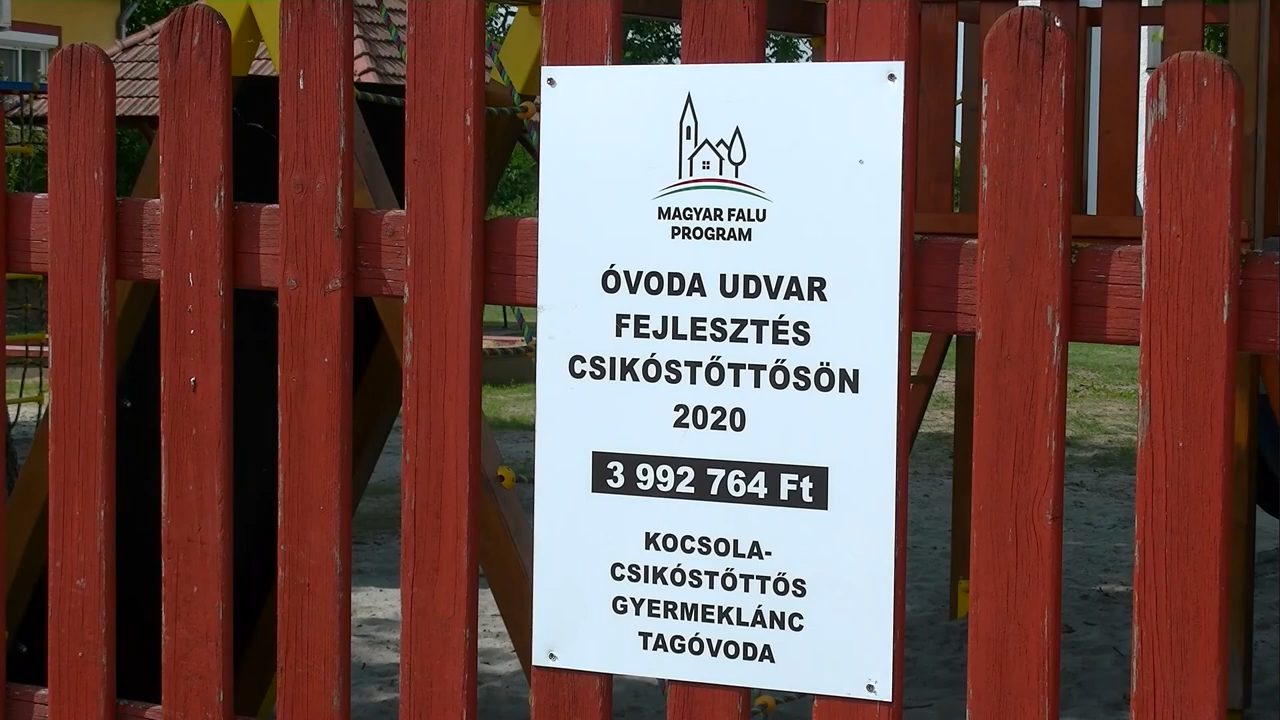 MAGYAR FALU
PROGRAM
ÓVODA UDVAR
FEJLESZTÉS
CSIKÓSTŐTTŐSÖN
2020
3 992 764 Ft
KOCSOLA-
CSIKÓSTŐTTŐS
GYERMEKLÁNC
TAGÓVODA